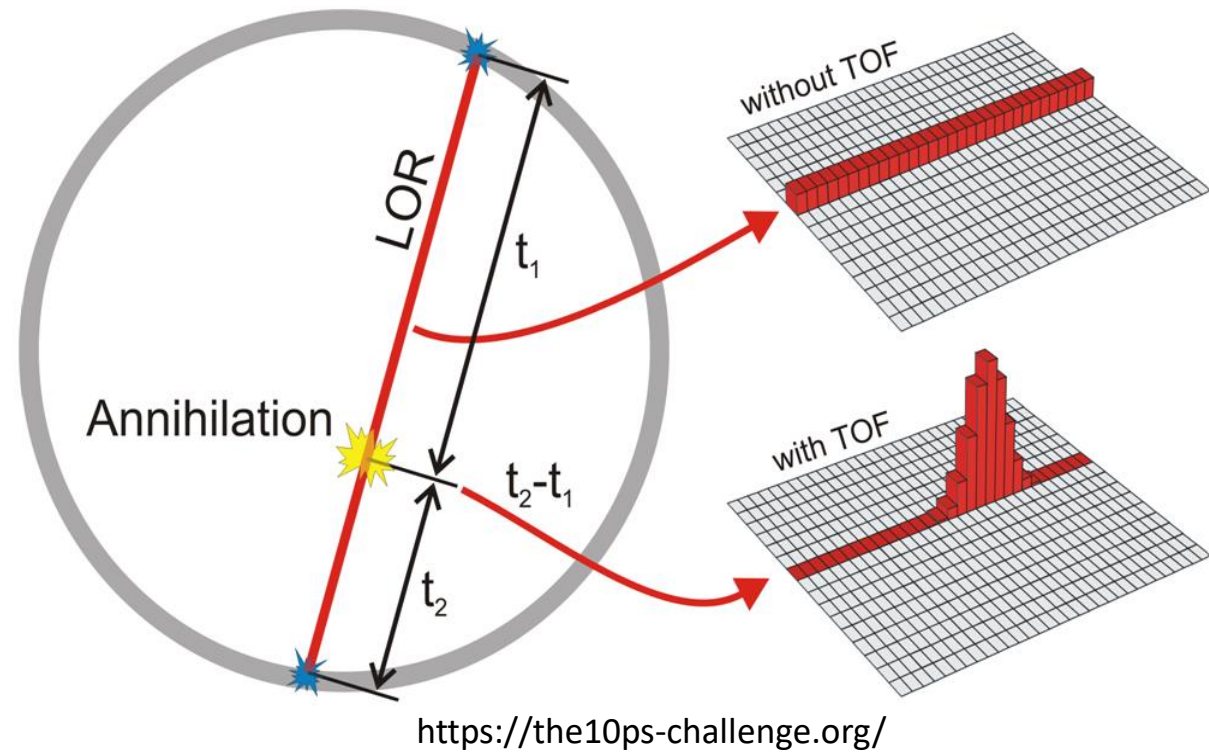 without TOF
LOR
t₁
Annihilation
with TOF
t₂-t₁
t₂
https://the10ps-challenge.org/